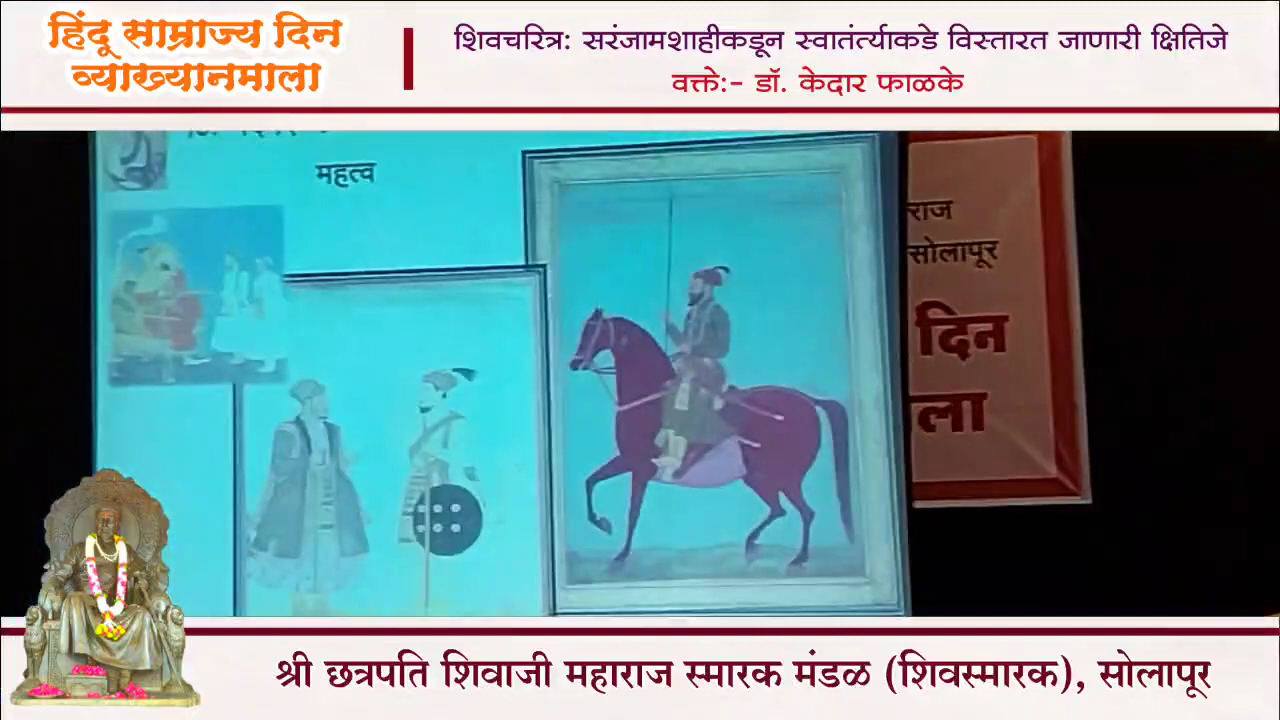 हिंदू साम्राज्य दिन
व्याख्यानमाला
शिवचरित्र: सरंजामशाहीकडून स्वातंर्त्याकडे विस्तारत जाणारी क्षितिजे
वक्ते:- डॉ. केदार फाळके
महत्व
राज
सोलापूर
दिन
ला
श्री छत्रपति शिवाजी महाराज स्मारक मंडळ (शिवस्मारक), सोलापूर